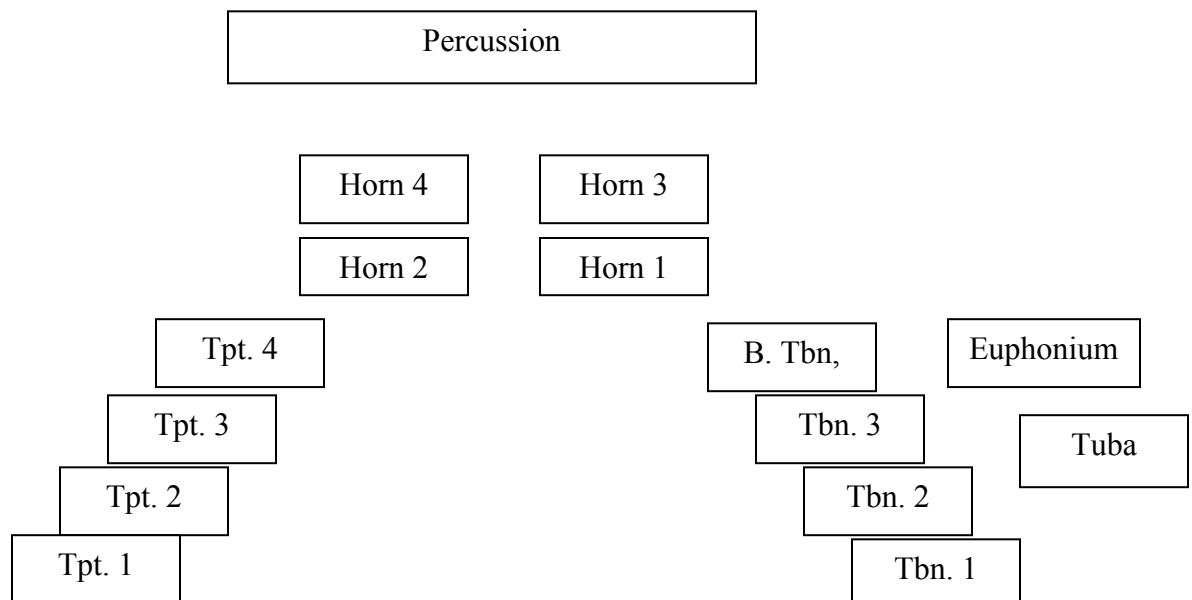 Percussion
Horn 4 Horn 3
Horn 2 Horn 1
Tpt. 4 B. Tbn, Euphonium
Tpt. 3 Tbn. 3 Tuba
Tpt. 2 Tbn. 2
Tpt. 1 Tbn. 1